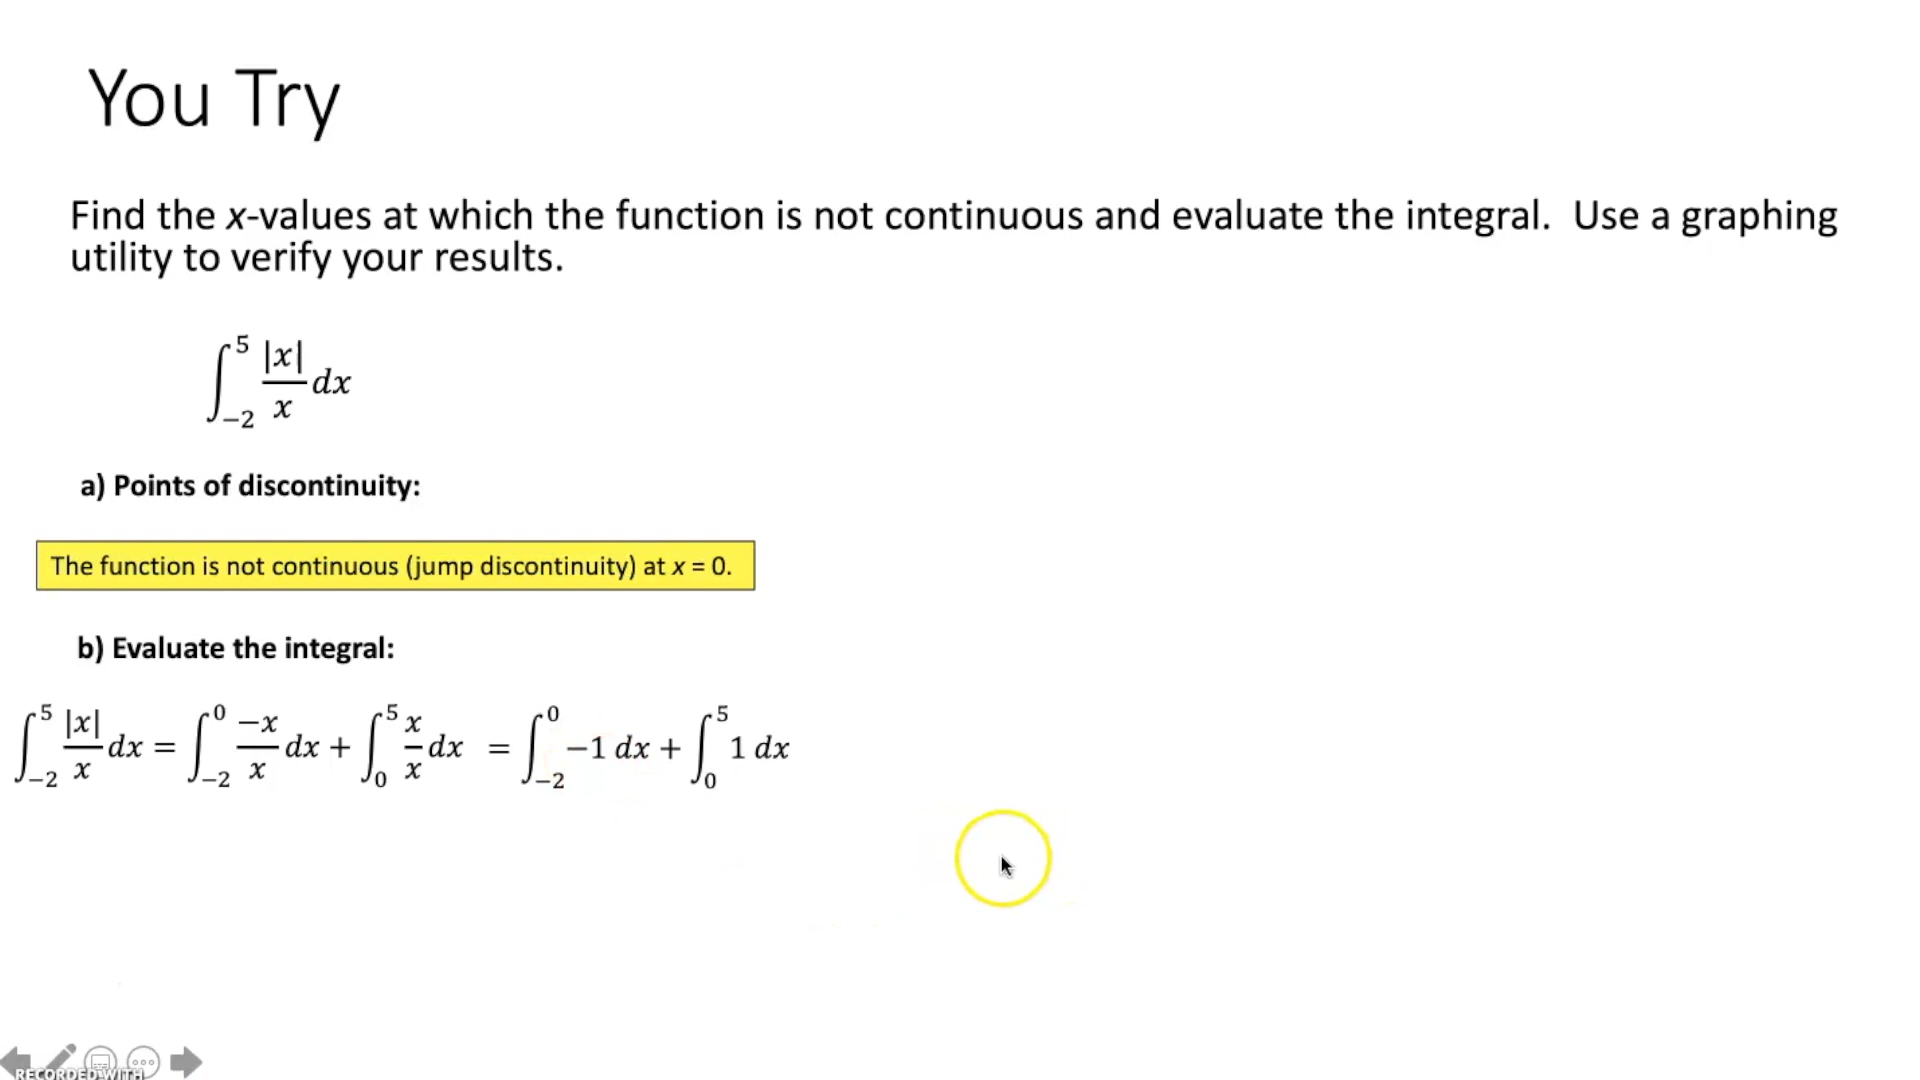 You Try
Find the x-values at which the function is not continuous and evaluate the integral. Use a graphing
utility to verify your results.
∫_{−2}^{5} |x|/x dx
a) Points of discontinuity:
The function is not continuous (jump discontinuity) at x = 0.
b) Evaluate the integral:
∫_{−2}^{5} |x|/x dx = ∫_{−2}^{0} −x/x dx + ∫_{0}^{5} x/x dx = ∫_{−2}^{0} −1 dx + ∫_{0}^{5} 1 dx
RECORDED WITH